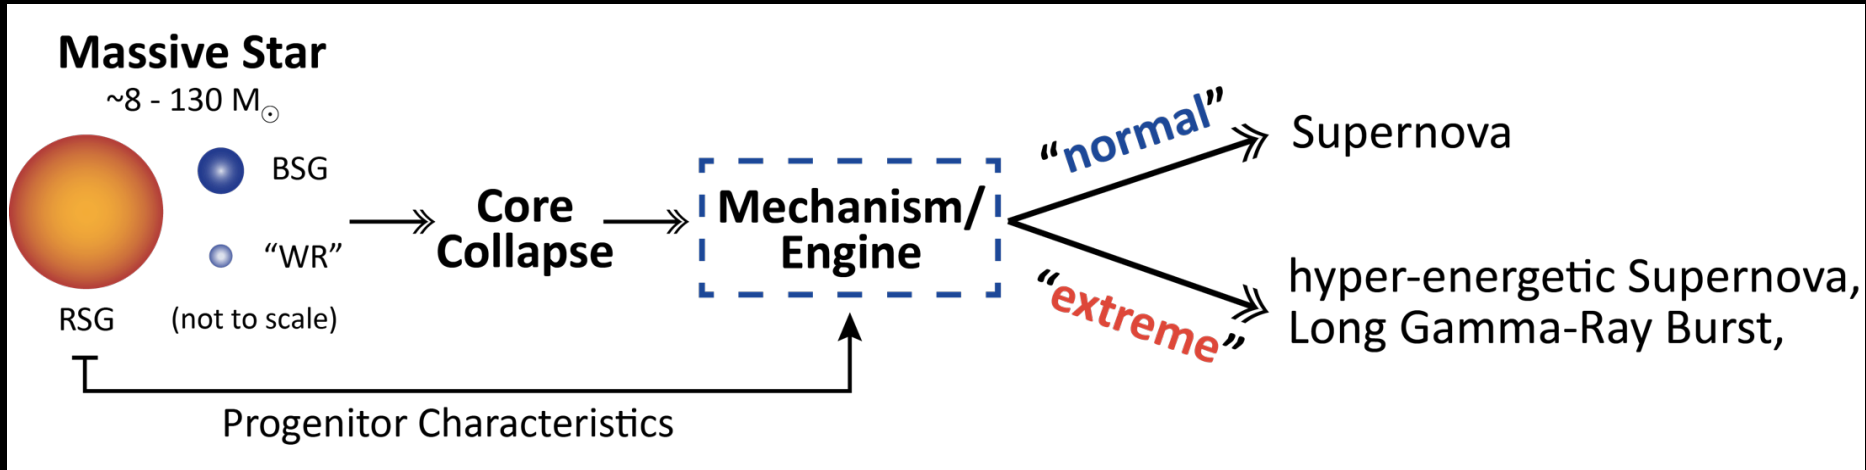 Massive Star
~8 - 130 M☉
BSG
“WR”
RSG
(not to scale)
Core
Collapse
Mechanism/
Engine
“normal”
Supernova
“extreme”
hyper-energetic Supernova,
Long Gamma-Ray Burst,
Progenitor Characteristics